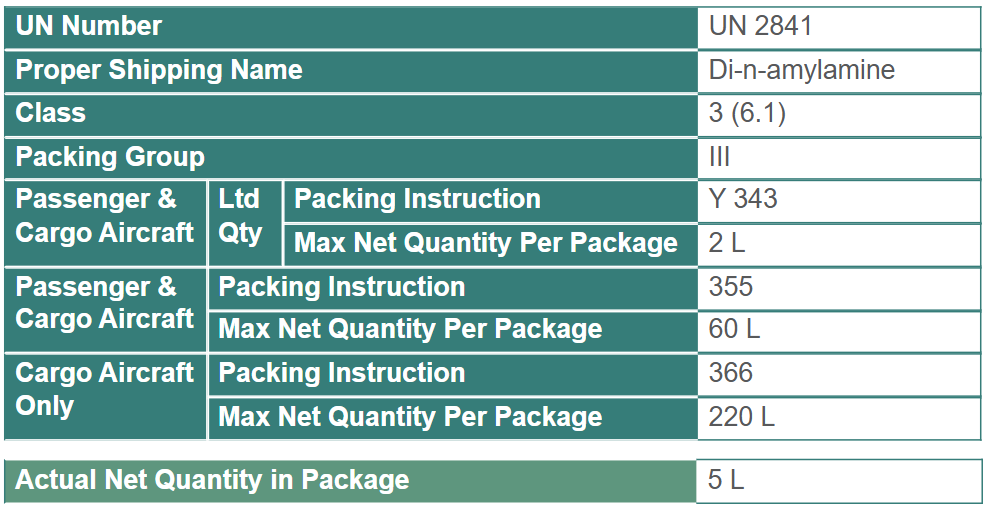 UN Number UN 2841
Proper Shipping Name Di-n-amylamine
Class 3 (6.1)
Packing Group III
Passenger & Cargo Aircraft Ltd Qty Packing Instruction Y 343
Max Net Quantity Per Package 2 L
Passenger & Cargo Aircraft Packing Instruction 355
Max Net Quantity Per Package 60 L
Cargo Aircraft Only Packing Instruction 366
Max Net Quantity Per Package 220 L
Actual Net Quantity in Package 5 L